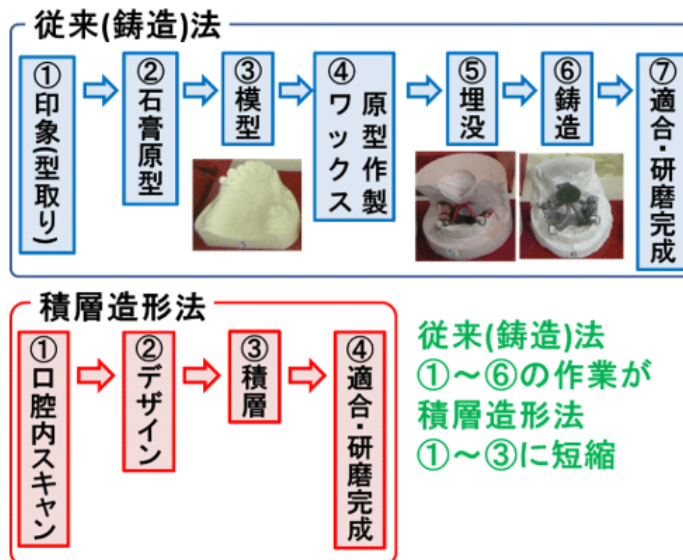 従来(鋳造)法
①印象(型取り)
②石膏原型
③模型
④ワックス
原型作製
⑤埋没
⑥鋳造
⑦適合・研磨完成
積層造形法
①口腔内スキャン
②デザイン
③積層
④適合・研磨完成
従来(鋳造)法
①～⑥の作業が
積層造形法
①～③に短縮